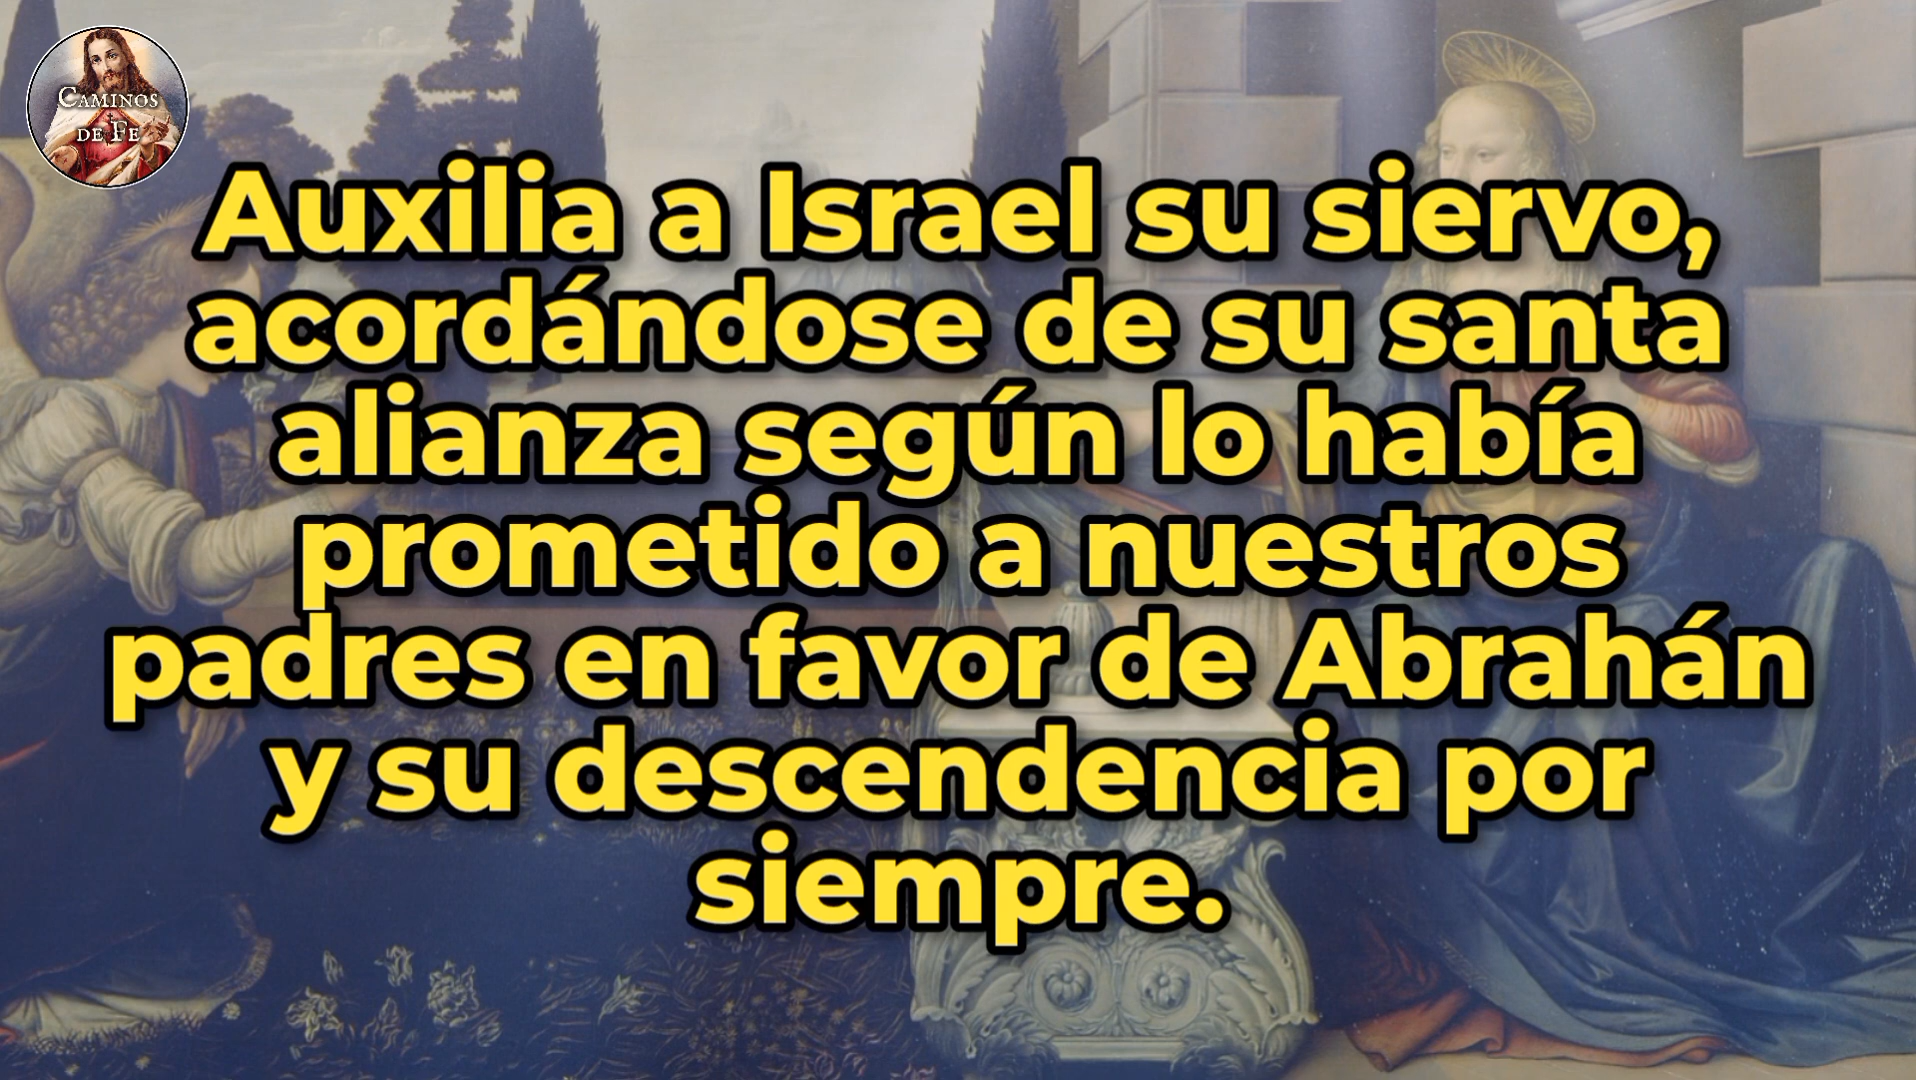 CAMINOS
DE FE
Auxilia a Israel su siervo,
acordándose de su santa
alianza según lo había
prometido a nuestros
padres en favor de Abrahán
y su descendencia por
siempre.